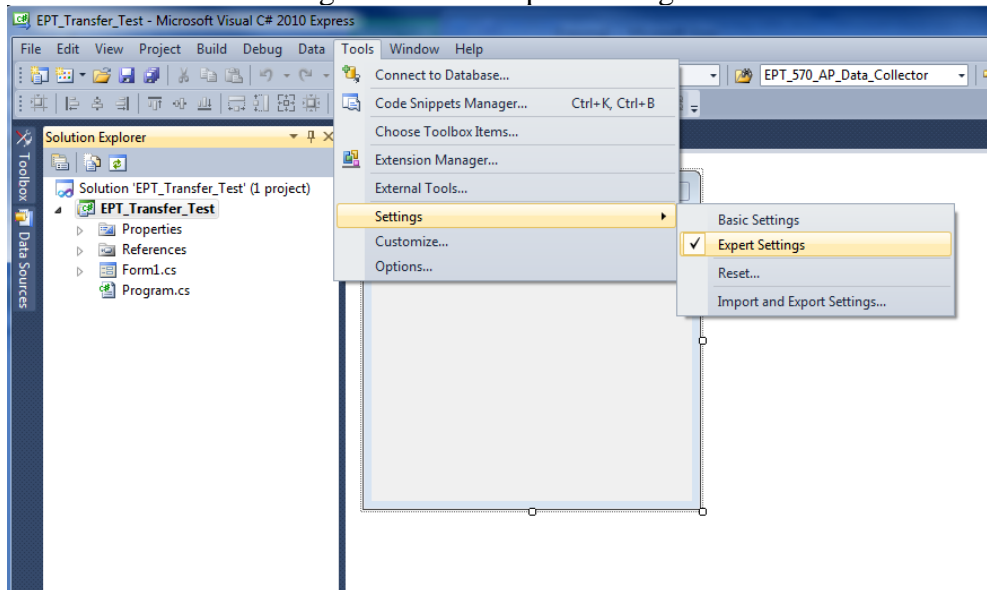 EPT_Transfer_Test - Microsoft Visual C# 2010 Express
File Edit View Project Build Debug Data Tools Window Help
Connect to Database...
EPT_570_AP_Data_Collector
Code Snippets Manager... Ctrl+K, Ctrl+B
Choose Toolbox Items...
Extension Manager...
External Tools...
Settings
Customize...
Options...
Basic Settings
Expert Settings
Reset...
Import and Export Settings...
Toolbox
Data Sources
Solution Explorer
Solution 'EPT_Transfer_Test' (1 project)
EPT_Transfer_Test
Properties
References
Form1.cs
Program.cs